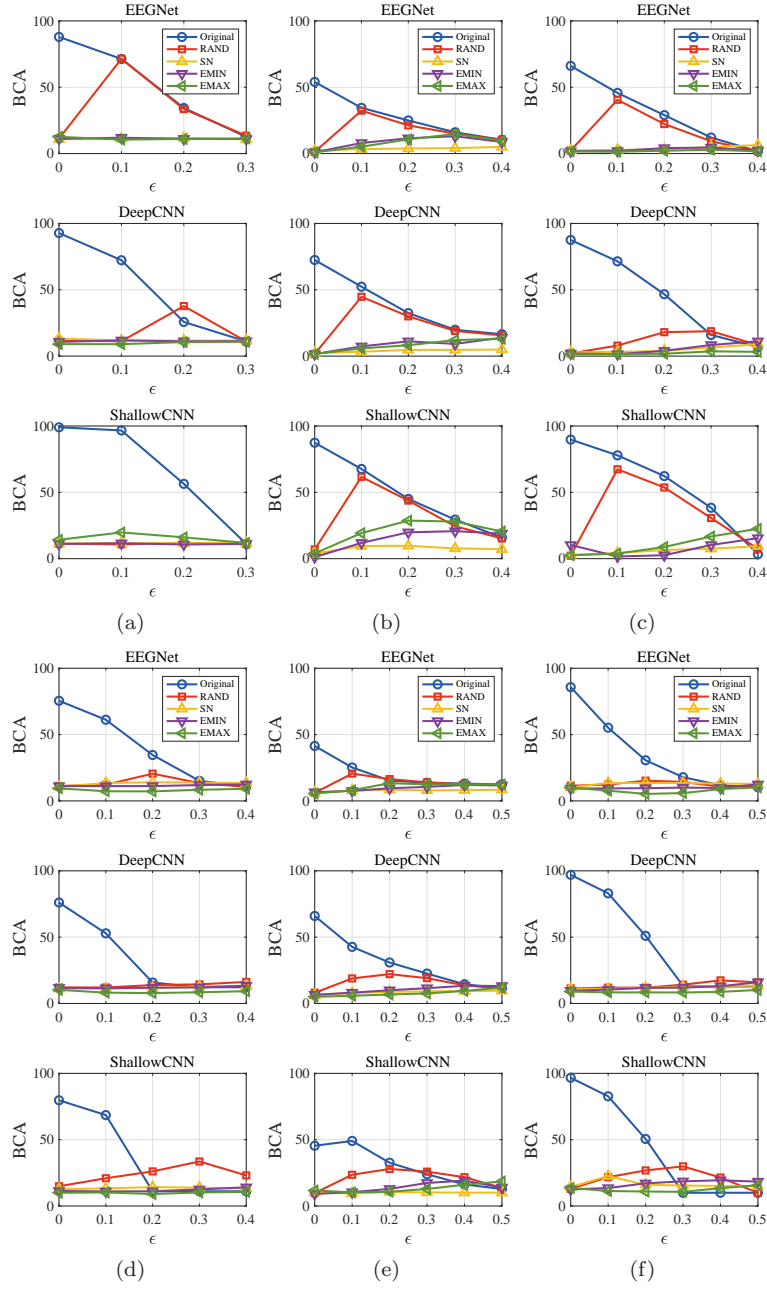 EEGNet
EEGNet
EEGNet
100
50
0
BCA
Original
RAND
SN
EMIN
EMAX
0 0.1 0.2 0.3
ϵ
100
50
0
BCA
Original
RAND
SN
EMIN
EMAX
0 0.1 0.2 0.3 0.4
ϵ
100
50
0
BCA
Original
RAND
SN
EMIN
EMAX
0 0.1 0.2 0.3 0.4
ϵ
DeepCNN
DeepCNN
DeepCNN
100
50
0
BCA
0 0.1 0.2 0.3
ϵ
100
50
0
BCA
0 0.1 0.2 0.3 0.4
ϵ
100
50
0
BCA
0 0.1 0.2 0.3 0.4
ϵ
ShallowCNN
ShallowCNN
ShallowCNN
100
50
0
BCA
0 0.1 0.2 0.3
ϵ
100
50
0
BCA
0 0.1 0.2 0.3 0.4
ϵ
100
50
0
BCA
0 0.1 0.2 0.3 0.4
ϵ
(a)
(b)
(c)
EEGNet
EEGNet
EEGNet
100
50
0
BCA
Original
RAND
SN
EMIN
EMAX
0 0.1 0.2 0.3 0.4
ϵ
100
50
0
BCA
Original
RAND
SN
EMIN
EMAX
0 0.1 0.2 0.3 0.4 0.5
ϵ
100
50
0
BCA
Original
RAND
SN
EMIN
EMAX
0 0.1 0.2 0.3 0.4 0.5
ϵ
DeepCNN
DeepCNN
DeepCNN
100
50
0
BCA
0 0.1 0.2 0.3 0.4
ϵ
100
50
0
BCA
0 0.1 0.2 0.3 0.4 0.5
ϵ
100
50
0
BCA
0 0.1 0.2 0.3 0.4 0.5
ϵ
ShallowCNN
ShallowCNN
ShallowCNN
100
50
0
BCA
0 0.1 0.2 0.3 0.4
ϵ
100
50
0
BCA
0 0.1 0.2 0.3 0.4 0.5
ϵ
100
50
0
BCA
0 0.1 0.2 0.3 0.4 0.5
ϵ
(d)
(e)
(f)